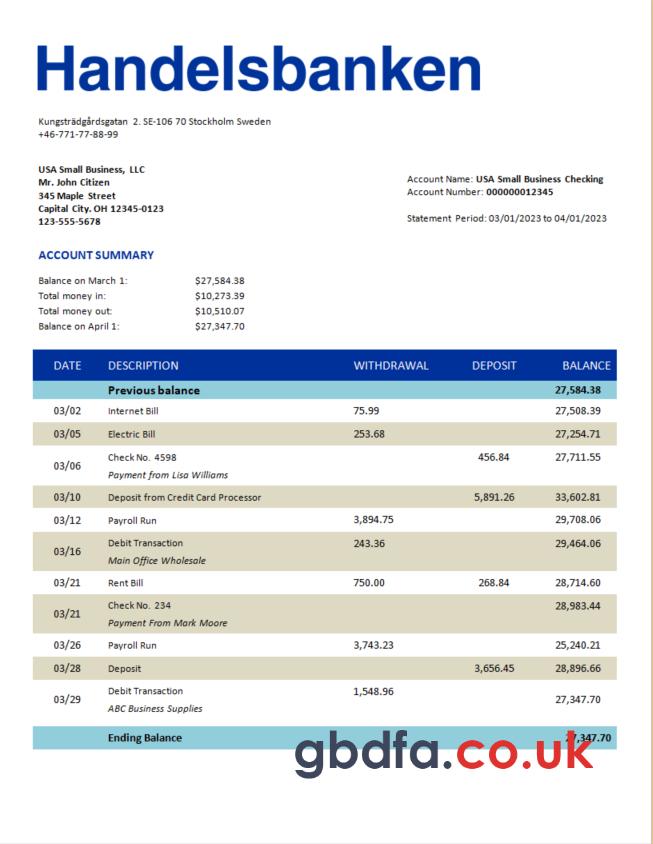 Handelsbanken
Kungsträdgårdsgatan 2. SE-106 70 Stockholm Sweden
+46-771-77-88-99
USA Small Business, LLC
Mr. John Citizen
345 Maple Street
Capital City. OH 12345-0123
123-555-5678
Account Name: USA Small Business Checking
Account Number: 000000012345
Statement Period: 03/01/2023 to 04/01/2023
ACCOUNT SUMMARY
Balance on March 1: $27,584.38
Total money in: $10,273.39
Total money out: $10,510.07
Balance on April 1: $27,347.70
DATE DESCRIPTION WITHDRAWAL DEPOSIT BALANCE
Previous balance 27,584.38
03/02 Internet Bill 75.99 27,508.39
03/05 Electric Bill 253.68 27,254.71
03/06 Check No. 4598 456.84 27,711.55
Payment from Lisa Williams
03/10 Deposit from Credit Card Processor 5,891.26 33,602.81
03/12 Payroll Run 3,894.75 29,708.06
03/16 Debit Transaction 243.36 29,464.06
Main Office Wholesale
03/21 Rent Bill 750.00 268.84 28,714.60
03/21 Check No. 234 28,983.44
Payment From Mark Moore
03/26 Payroll Run 3,743.23 25,240.21
03/28 Deposit 3,656.45 28,896.66
03/29 Debit Transaction 1,548.96 27,347.70
ABC Business Supplies
Ending Balance 27,347.70
gbdfa.co.uk